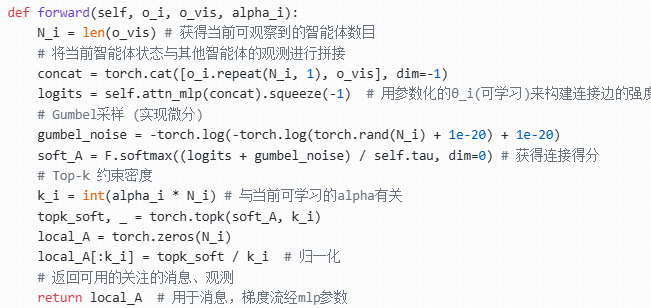 def forward(self, o_i, o_vis, alpha_i):
    N_i = len(o_vis) # 获得当前可观察到的智能体数目
    # 将当前智能体状态与其他智能体的观测进行拼接
    concat = torch.cat([o_i.repeat(N_i, 1), o_vis], dim=-1)
    logits = self.attn_mlp(concat).squeeze(-1)  # 用参数化的θ_i(可学习)来构建连接边的强度
    # Gumbel采样 (实现微分)
    gumbel_noise = -torch.log(-torch.log(torch.rand(N_i) + 1e-20) + 1e-20)
    soft_A = F.softmax((logits + gumbel_noise) / self.tau, dim=0) # 获得连接得分
    # Top-k 约束密度
    k_i = int(alpha_i * N_i) # 与当前可学习的alpha有关
    topk_soft, _ = torch.topk(soft_A, k_i)
    local_A = torch.zeros(N_i)
    local_A[:k_i] = topk_soft / k_i  # 归一化
    # 返回可用的关注的消息、观测
    return local_A  # 用于消息, 梯度流经mlp参数